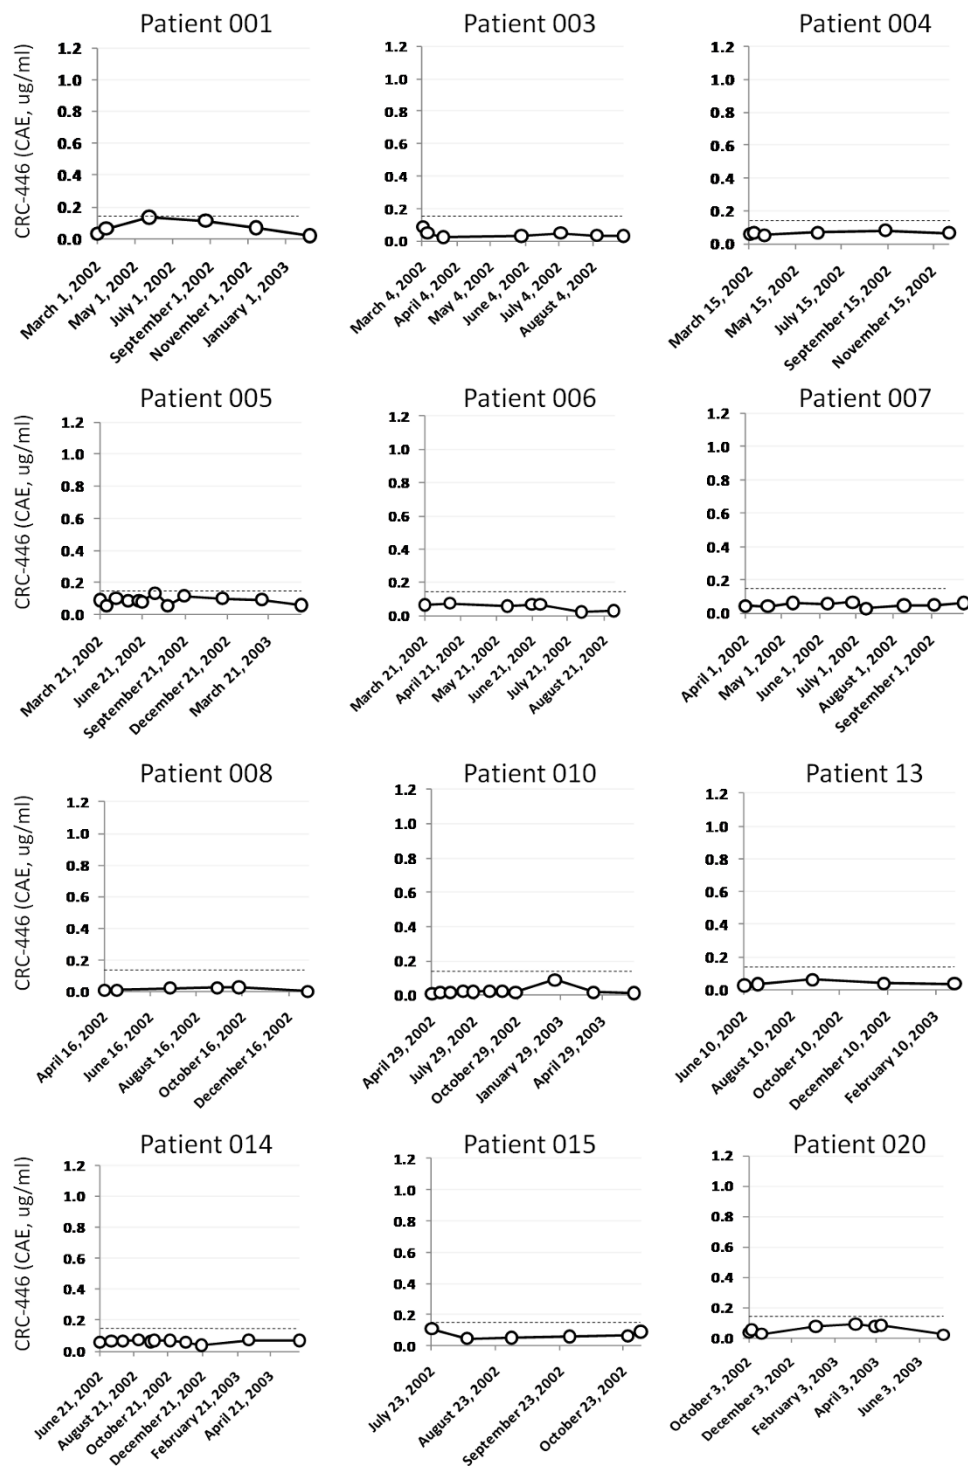 Patient 001
Patient 003
Patient 004
CRC-446 (CAE, ug/ml)
1.2
1.0
0.8
0.6
0.4
0.2
0.0
March 1, 2002
May 1, 2002
July 1, 2002
September 1, 2002
November 1, 2002
January 1, 2003
1.2
1.0
0.8
0.6
0.4
0.2
0.0
March 4, 2002
April 4, 2002
May 4, 2002
June 4, 2002
July 4, 2002
August 4, 2002
1.2
1.0
0.8
0.6
0.4
0.2
0.0
March 15, 2002
May 15, 2002
July 15, 2002
September 15, 2002
November 15, 2002
Patient 005
Patient 006
Patient 007
CRC-446 (CAE, ug/ml)
1.2
1.0
0.8
0.6
0.4
0.2
0.0
March 21, 2002
June 21, 2002
September 21, 2002
December 21, 2002
March 21, 2003
1.2
1.0
0.8
0.6
0.4
0.2
0.0
March 21, 2002
April 21, 2002
May 21, 2002
June 21, 2002
July 21, 2002
August 21, 2002
1.2
1.0
0.8
0.6
0.4
0.2
0.0
April 1, 2002
May 1, 2002
June 1, 2002
July 1, 2002
August 1, 2002
September 1, 2002
Patient 008
Patient 010
Patient 13
CRC-446 (CAE, ug/ml)
1.2
1.0
0.8
0.6
0.4
0.2
0.0
April 16, 2002
June 16, 2002
August 16, 2002
October 16, 2002
December 16, 2002
1.2
1.0
0.8
0.6
0.4
0.2
0.0
April 29, 2002
July 29, 2002
October 29, 2002
January 29, 2003
April 29, 2003
1.2
1.0
0.8
0.6
0.4
0.2
0.0
June 10, 2002
August 10, 2002
October 10, 2002
December 10, 2002
February 10, 2003
Patient 014
Patient 015
Patient 020
CRC-446 (CAE, ug/ml)
1.2
1.0
0.8
0.6
0.4
0.2
0.0
June 21, 2002
August 21, 2002
October 21, 2002
December 21, 2002
February 21, 2003
April 21, 2003
1.2
1.0
0.8
0.6
0.4
0.2
0.0
July 23, 2002
August 23, 2002
September 23, 2002
October 23, 2002
1.2
1.0
0.8
0.6
0.4
0.2
0.0
October 3, 2002
December 3, 2002
February 3, 2003
April 3, 2003
June 3, 2003